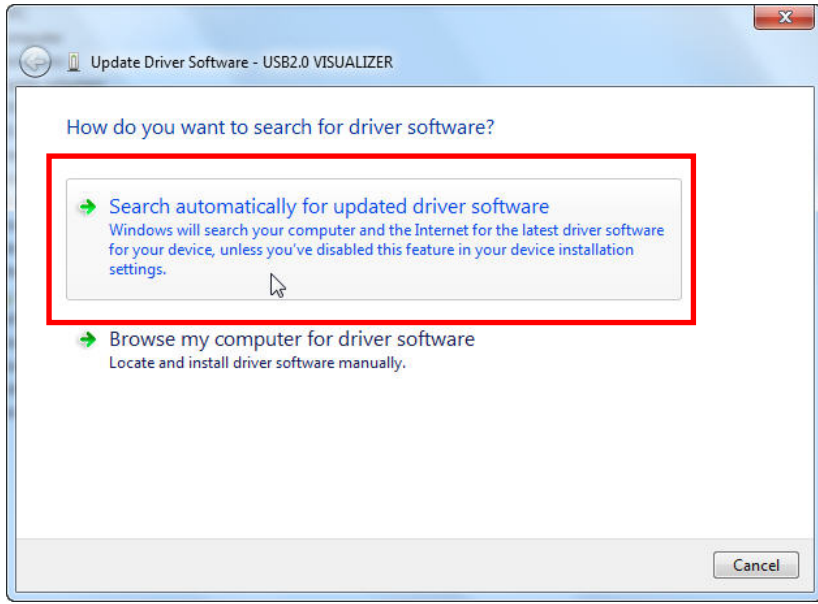 Update Driver Software - USB2.0 VISUALIZER
How do you want to search for driver software?
Search automatically for updated driver software
Windows will search your computer and the Internet for the latest driver software
for your device, unless you've disabled this feature in your device installation
settings.
Browse my computer for driver software
Locate and install driver software manually.
Cancel